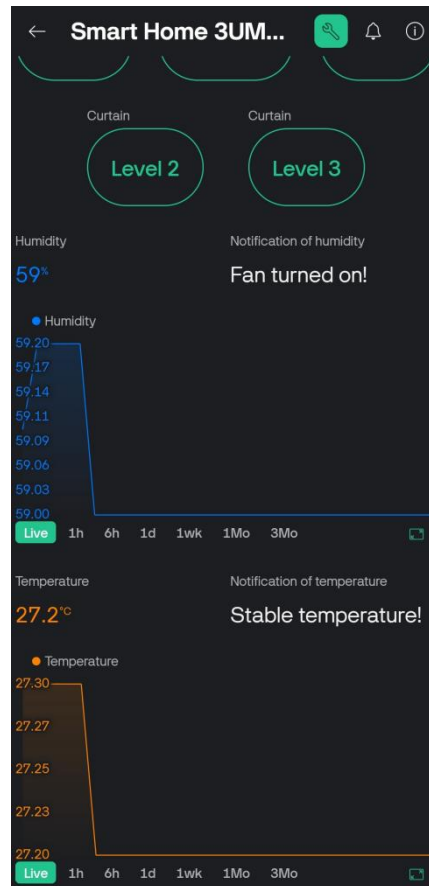 Smart Home 3UM...
Curtain
Curtain
Level 2
Level 3
Humidity
Notification of humidity
59%
Fan turned on!
Humidity
59.20
59.17
59.14
59.11
59.09
59.06
59.03
59.00
Live 1h 6h 1d 1wk 1Mo 3Mo
Temperature
Notification of temperature
27.2°C
Stable temperature!
Temperature
27.30
27.27
27.25
27.23
27.20
Live 1h 6h 1d 1wk 1Mo 3Mo